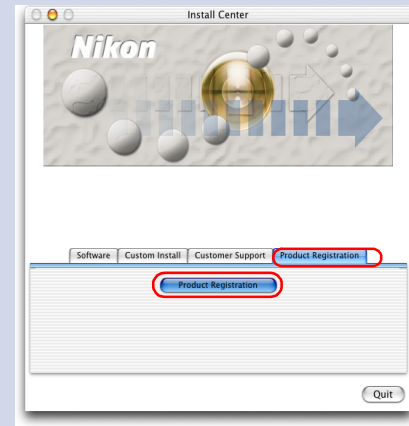 Install Center
Nikon
Software Custom Install Customer Support Product Registration
Product Registration
Quit